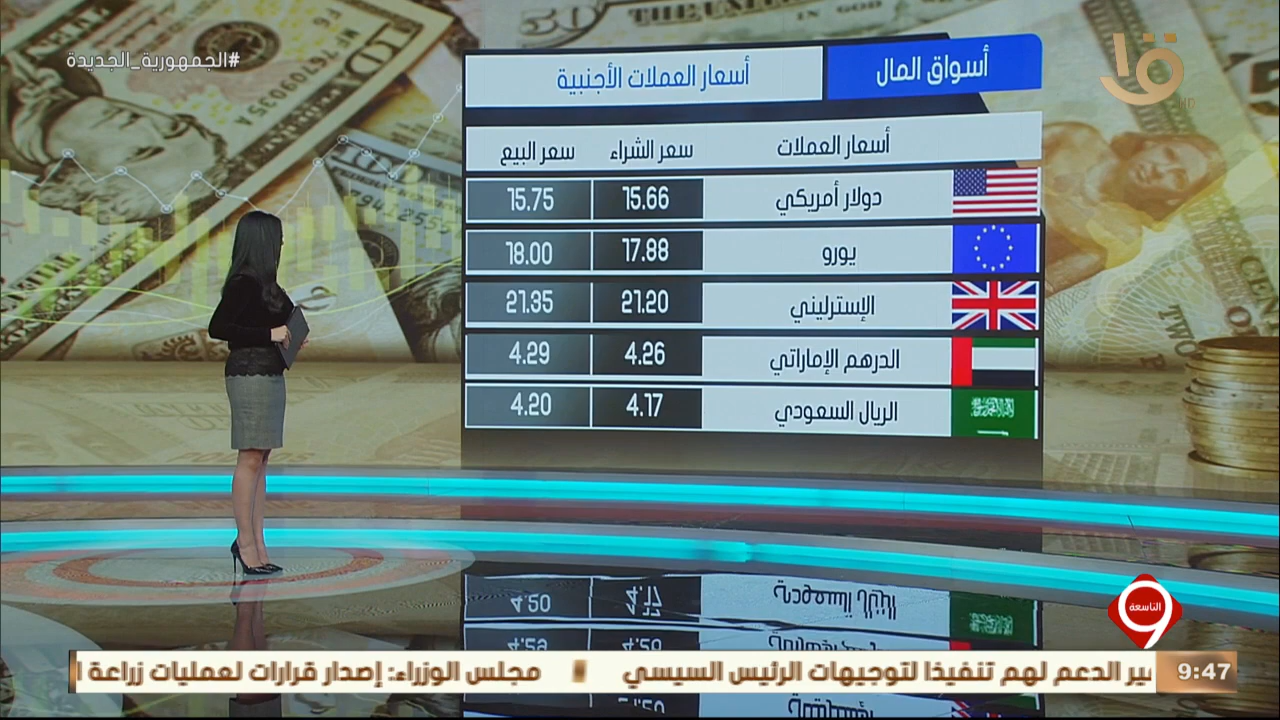 #الجمهورية_الجديدة
أسواق المال
أسعار العملات الأجنبية
أسعار العملات سعر الشراء سعر البيع
دولار أمريكي 15.66 15.75
يورو 17.88 18.00
الإسترليني 21.20 21.35
الدرهم الإماراتي 4.26 4.29
الريال السعودي 4.17 4.20
التاسعة
9
9:47
الدعم لهم تنفيذا لتوجيهات الرئيس السيسي
مجلس الوزراء: إصدار قرارات لعمليات زراعة